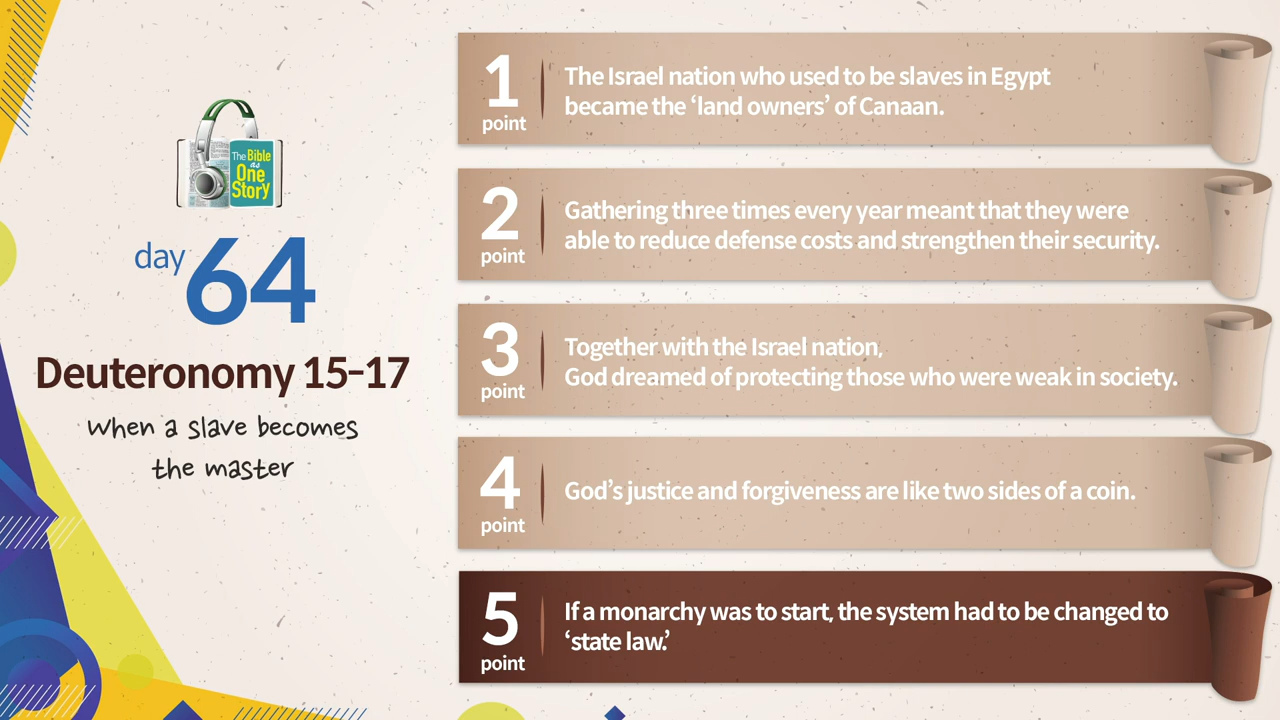 The Bible
as
One
Story
day 64
Deuteronomy 15-17
When a slave becomes
the master
1
point
The Israel nation who used to be slaves in Egypt
became the ‘land owners’ of Canaan.
2
point
Gathering three times every year meant that they were
able to reduce defense costs and strengthen their security.
3
point
Together with the Israel nation,
God dreamed of protecting those who were weak in society.
4
point
God’s justice and forgiveness are like two sides of a coin.
5
point
If a monarchy was to start, the system had to be changed to
‘state law.’